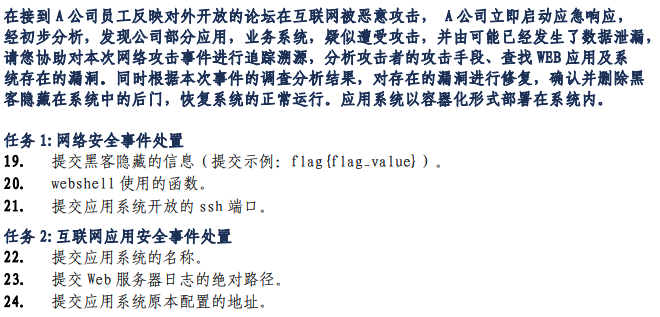 在接到 A 公司员工反映对外开放的论坛在互联网被恶意攻击， A 公司立即启动应急响应，
经初步分析，发现公司部分应用，业务系统，疑似遭受攻击，并由可能已经发生了数据泄漏，
请您协助对本次网络攻击事件进行追踪溯源，分析攻击者的攻击手段、查找 WEB 应用及系
统存在的漏洞。同时根据本次事件的调查分析结果，对存在的漏洞进行修复，确认并删除黑
客隐藏在系统中的后门，恢复系统的正常运行。应用系统以容器化形式部署在系统内。
任务 1：网络安全事件处置
19. 提交黑客隐藏的信息（提交示例：flag{flag_value}）。
20. webshell 使用的函数。
21. 提交应用系统开放的 ssh 端口。
任务 2：互联网应用安全事件处置
22. 提交应用系统的名称。
23. 提交 Web 服务器日志的绝对路径。
24. 提交应用系统原本配置的地址。